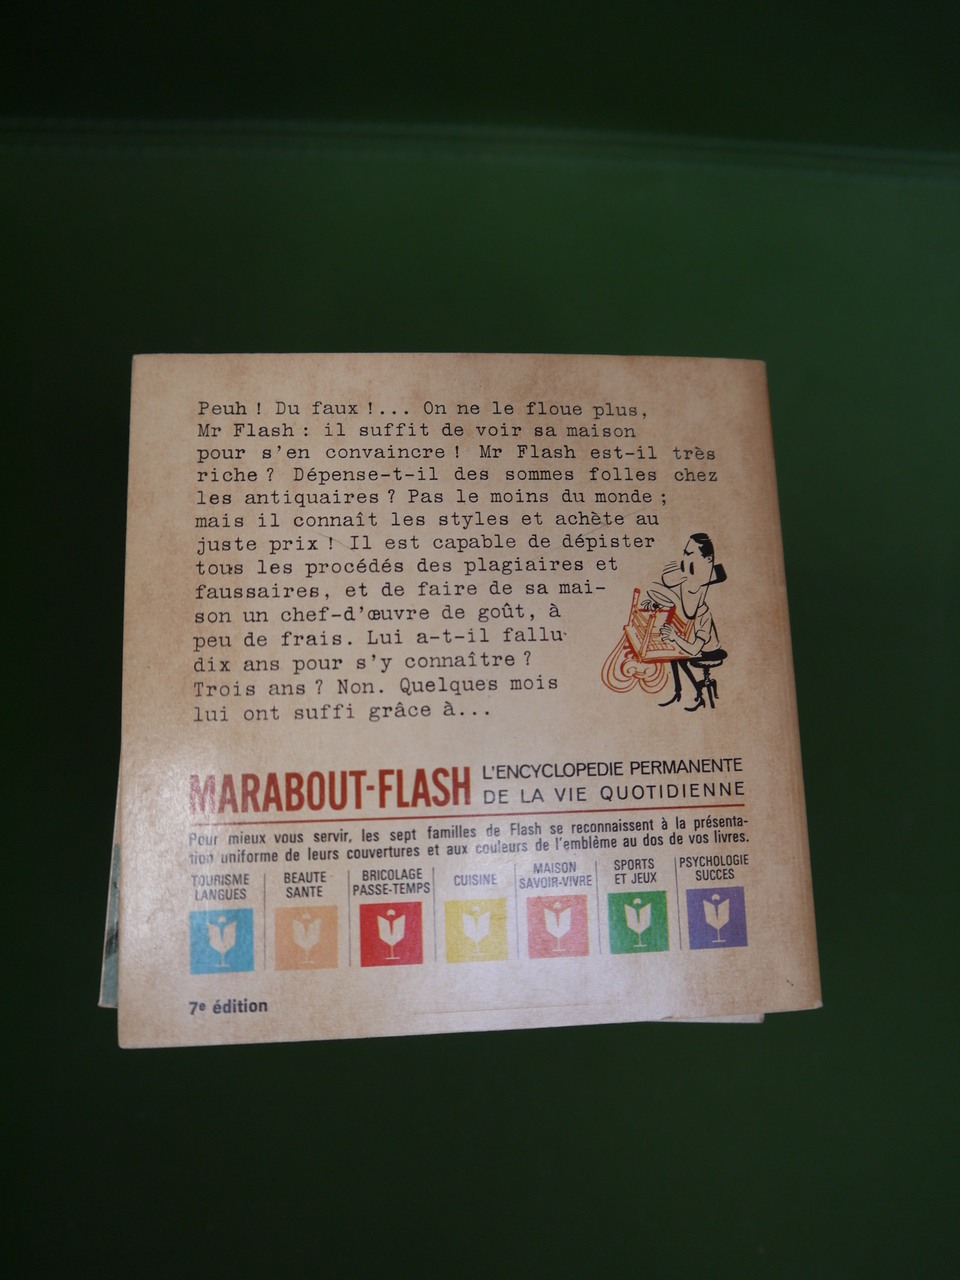 Peuh ! Du faux !... On ne le floue plus,
Mr Flash : il suffit de voir sa maison
pour s'en convaincre ! Mr Flash est-il très
riche ? Dépense-t-il des sommes folles chez
les antiquaires ? Pas le moins du monde ;
mais il connaît les styles et achète au
juste prix ! Il est capable de dépister
tous les procédés des plagiaires et
faussaires, et de faire de sa mai-
son un chef-d'œuvre de goût, à
peu de frais. Lui a-t-il fallu
dix ans pour s'y connaître ?
Trois ans ? Non. Quelques mois
lui ont suffi grâce à...
MARABOUT-FLASH
L'ENCYCLOPEDIE PERMANENTE
DE LA VIE QUOTIDIENNE
Pour mieux vous servir, les sept familles de Flash se reconnaissent à la présenta-
tion uniforme de leurs couvertures et aux couleurs de l'emblème au dos de vos livres.
TOURISME
LANGUES
BEAUTE
SANTE
BRICOLAGE
PASSE-TEMPS
CUISINE
MAISON
SAVOIR-VIVRE
SPORTS
ET JEUX
PSYCHOLOGIE
SUCCES
7e édition